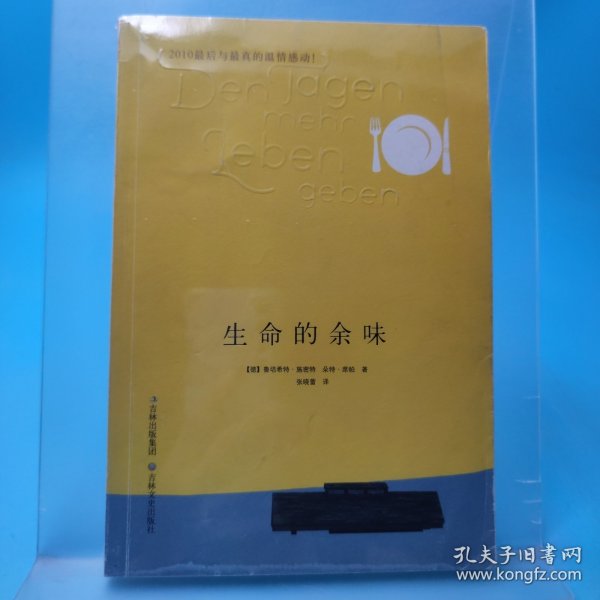 2010最后与最真的温情感动！
Den Tagen
mehr
Leben
geben
生命的余味
【德】鲁培希特·施密特 朵特·席帕 著
张晓蕾 译
吉林出版集团
吉林文史出版社
孔夫子旧书网
www.kongfz.com